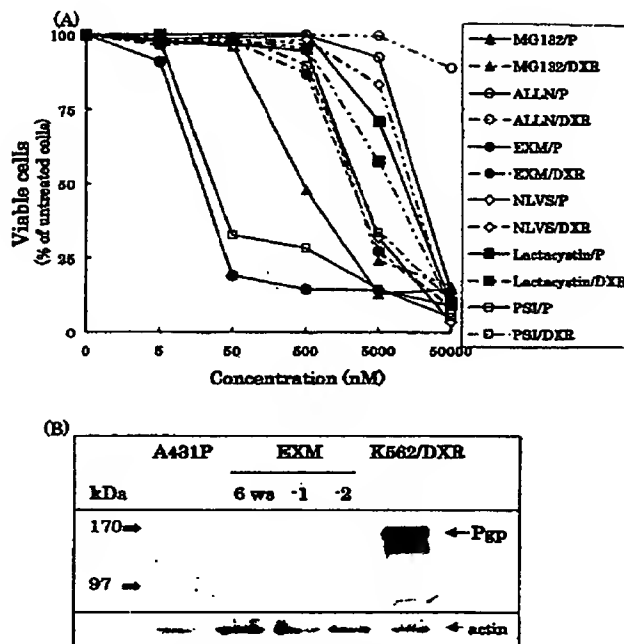 (A)
100
75
50
25
0
Viable cells
(% of untreated cells)
0 5 50 500 5000 50000
Concentration (nM)
MG132/P
MG132/DXR
ALLN/P
ALLN/DXR
EXM/P
EXM/DXR
NLVS/P
NLVS/DXR
Lactacystin/P
Lactacystin/DXR
PSI/P
PSI/DXR
(B)
A431P EXM K562/DXR
kDa 6 ws -1 -2
170 Pgp
97
actin